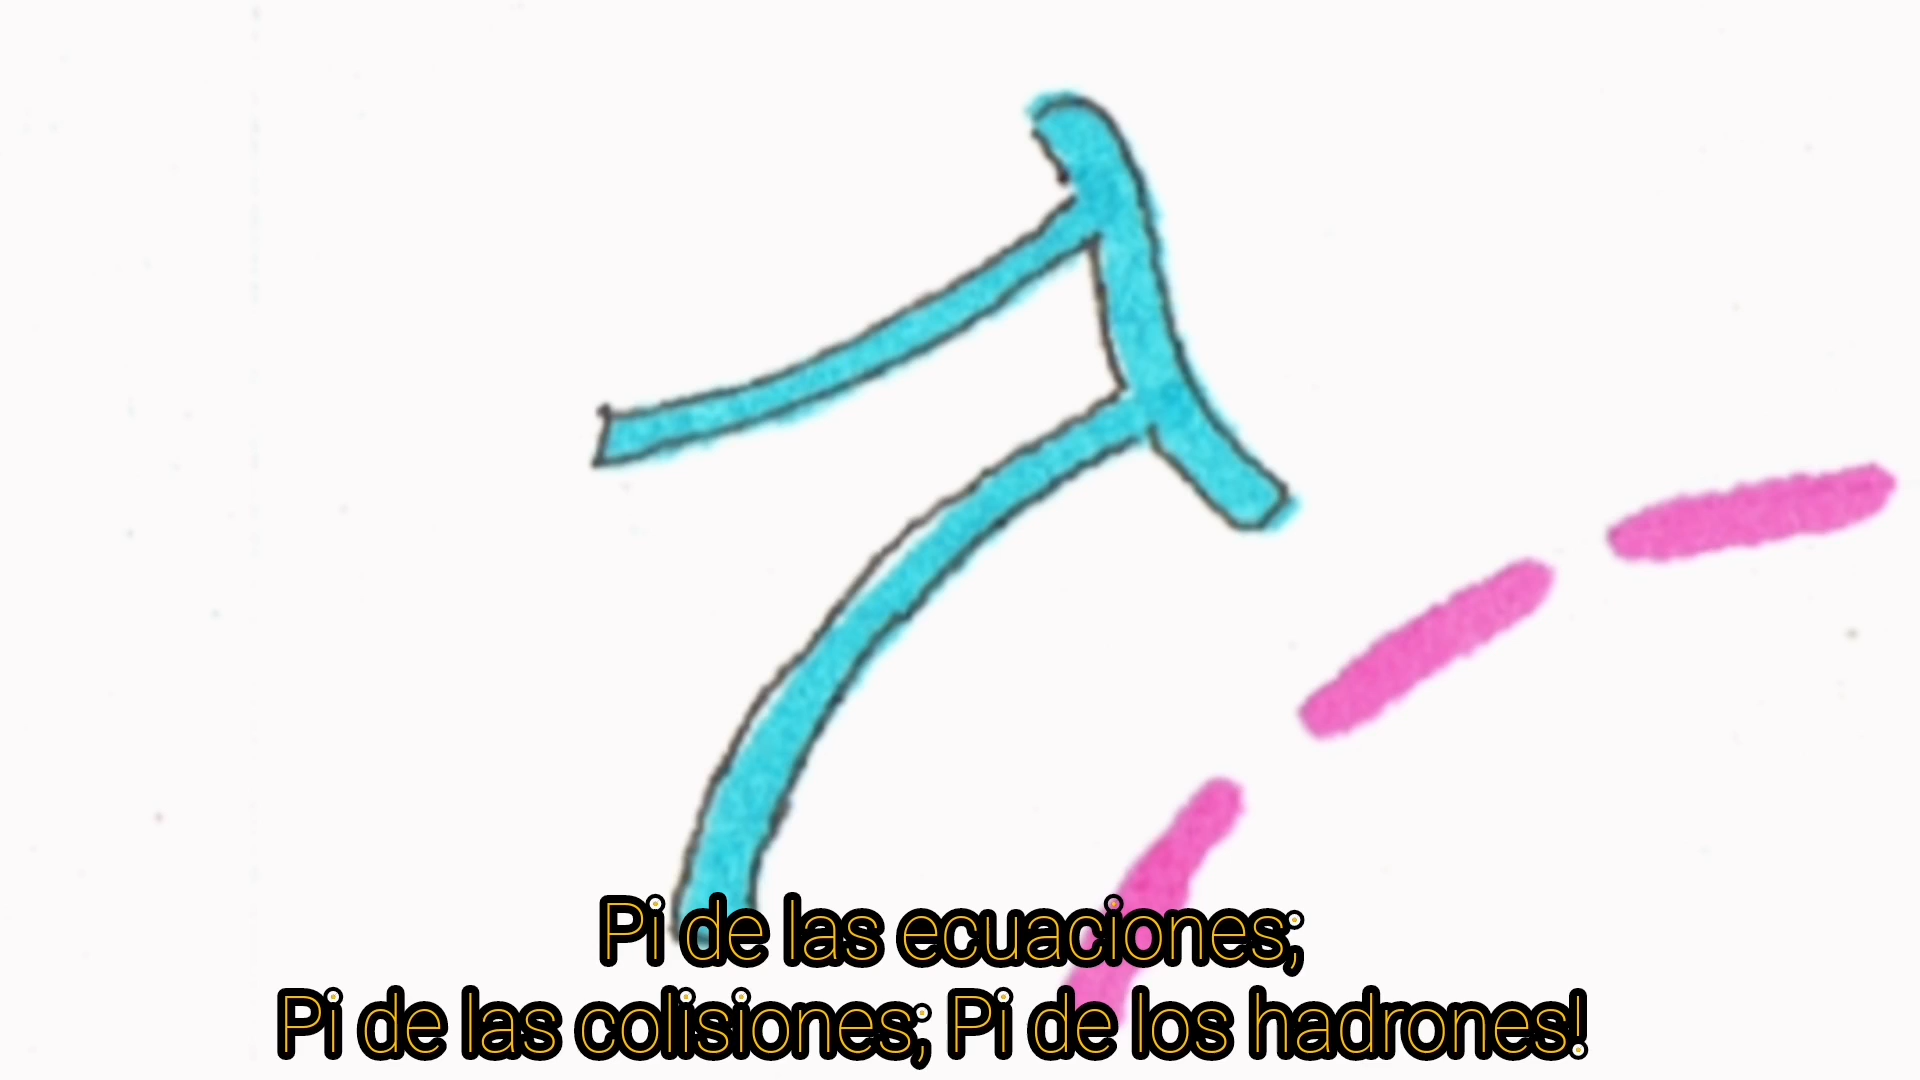 Pi de las ecuaciones;
Pi de las colisiones; Pi de los hadrones!